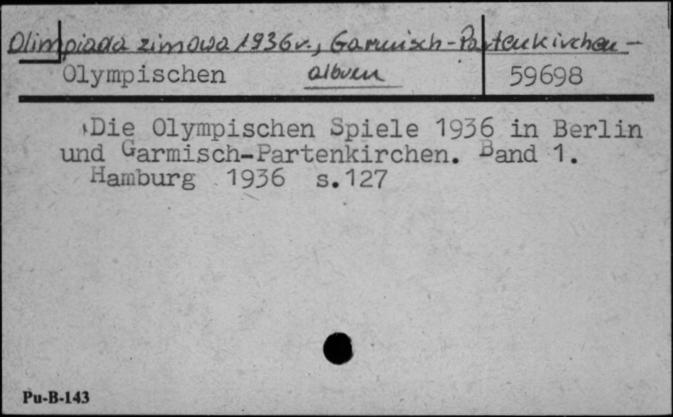 Olimpiada zimowa 1936r., Garmisch-Partenkirchen -
Olympischen album 59698
Die Olympischen Spiele 1936 in Berlin
und Garmisch-Partenkirchen. Band 1.
Hamburg 1936 s.127
Pu-B-143